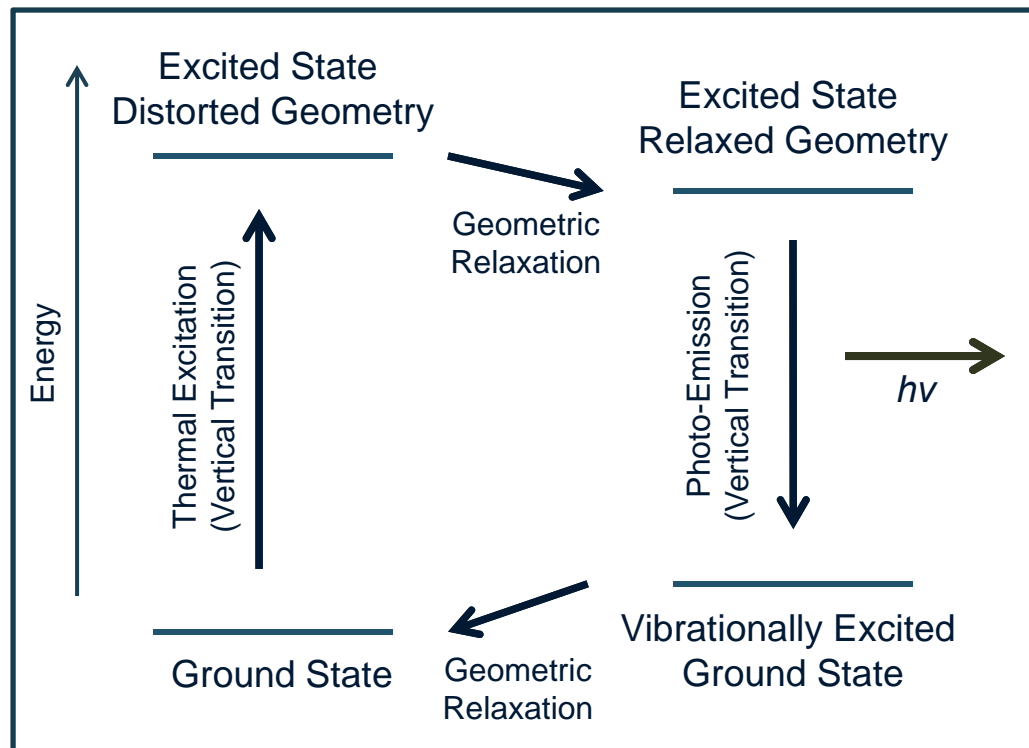 Excited State
Distorted Geometry
Excited State
Relaxed Geometry
Geometric
Relaxation
Energy
Thermal Excitation
(Vertical Transition)
Photo-Emission
(Vertical Transition)
hν
Ground State
Geometric
Relaxation
Vibrationally Excited
Ground State